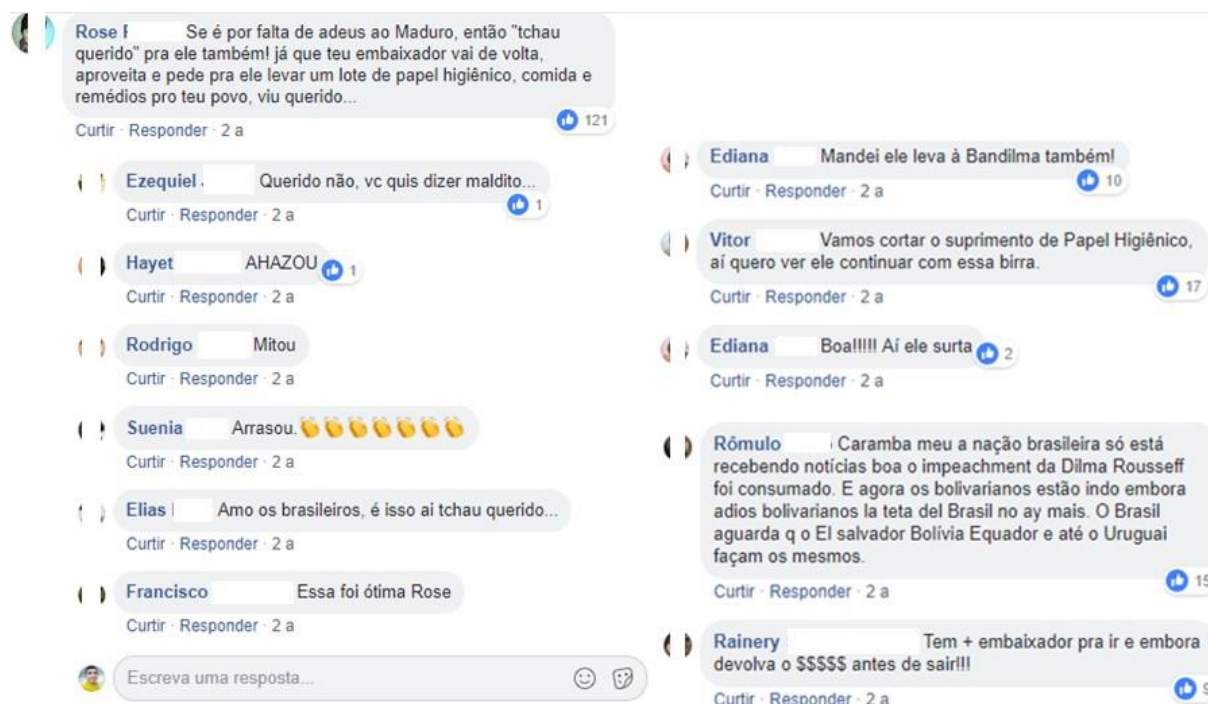 Rose F Se é por falta de adeus ao Maduro, então "tchau
querido" pra ele também! já que teu embaixador vai de volta,
aproveita e pede pra ele levar um lote de papel higiênico, comida e
remédios pro teu povo, viu querido...
121
Curtir · Responder · 2 a
Ezequiel Querido não, vc quis dizer maldito...
1
Curtir · Responder · 2 a
Hayet AHAZOU 1
Curtir · Responder · 2 a
Rodrigo Mitou
Curtir · Responder · 2 a
Suenia Arrasou.👏👏👏👏👏👏👏
Curtir · Responder · 2 a
Elias Amo os brasileiros, é isso ai tchau querido...
Curtir · Responder · 2 a
Francisco Essa foi ótima Rose
Curtir · Responder · 2 a
Escreva uma resposta...
Ediana Mandei ele leva à Bandilma também!
10
Curtir · Responder · 2 a
Vitor Vamos cortar o suprimento de Papel Higiênico,
aí quero ver ele continuar com essa birra.
17
Curtir · Responder · 2 a
Ediana Boa!!!!! Aí ele surta 2
Curtir · Responder · 2 a
Rômulo Caramba meu a nação brasileira só está
recebendo notícias boa o impeachment da Dilma Rousseff
foi consumado. E agora os bolivarianos estão indo embora
adios bolivarianos la teta del Brasil no ay mais. O Brasil
aguarda q o El salvador Bolívia Equador e até o Uruguai
façam os mesmos.
15
Curtir · Responder · 2 a
Rainery Tem + embaixador pra ir e embora
devolva o $$$$$ antes de sair!!!
9
Curtir · Responder · 2 a